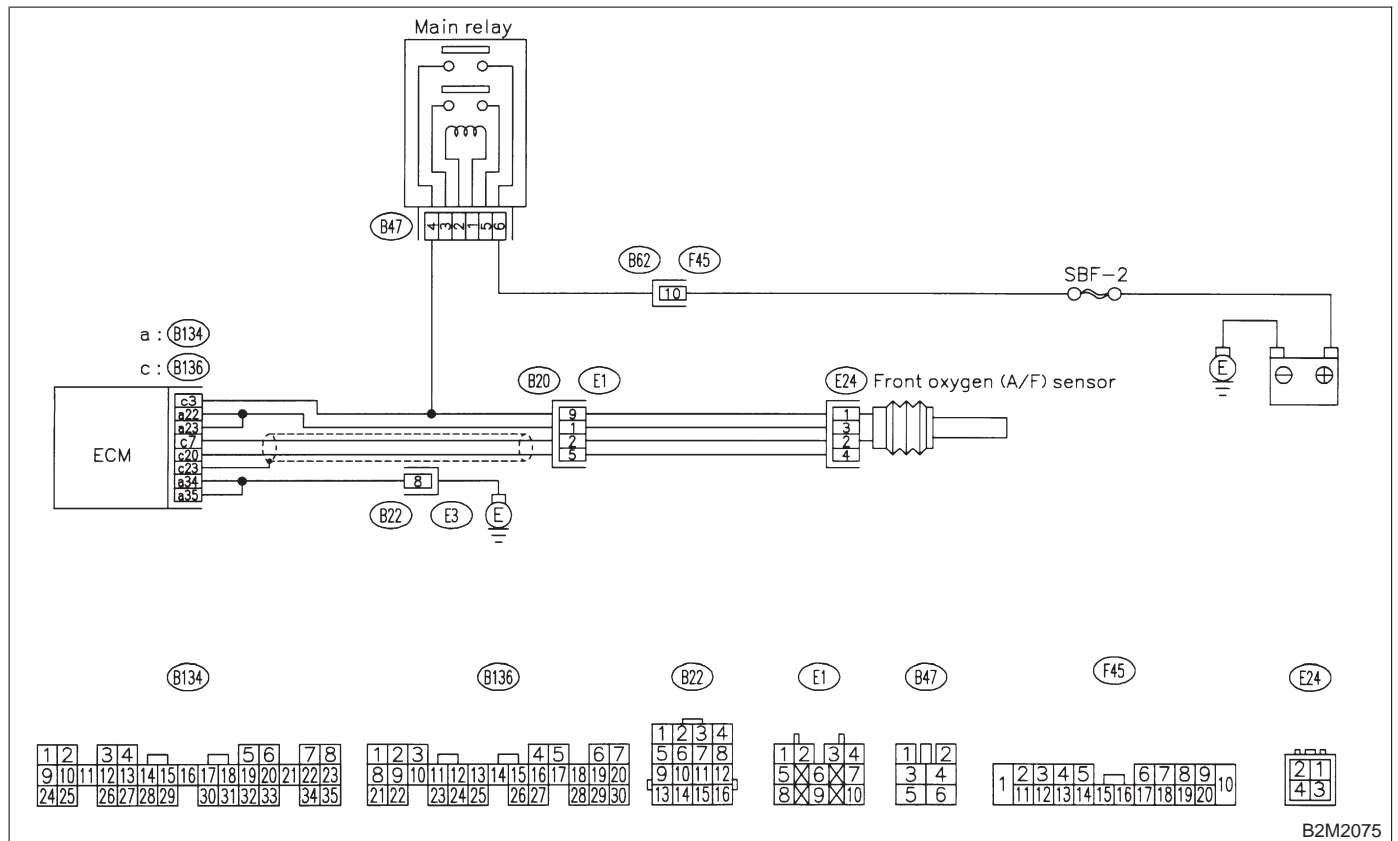 Main relay
B47
4 3 2 1 5 6
B62 F45
10
SBF-2
E
⊖ ⊕
a : B134
c : B136
B20 E1
E24 Front oxygen (A/F) sensor
ECM
c3
a22
a23
c7
c20
c23
a34
a35
9
1
2
5
1
3
2
4
8
B22 E3 E
B134 B136 B22 E1 B47 F45 E24
1 2 3 4 5 6 7 8
9 10 11 12 13 14 15 16 17 18 19 20 21 22 23
24 25 26 27 28 29 30 31 32 33 34 35
1 2 3 4 5 6 7
8 9 10 11 12 13 14 15 16 17 18 19 20
21 22 23 24 25 26 27 28 29 30
1 2 3 4
5 6 7 8
9 10 11 12
13 14 15 16
1 2 3 4
5 6 7
8 9 10
1 2
3 4
5 6
1 2 3 4 5 6 7 8 9 10
11 12 13 14 15 16 17 18 19 20
2 1
4 3
B2M2075